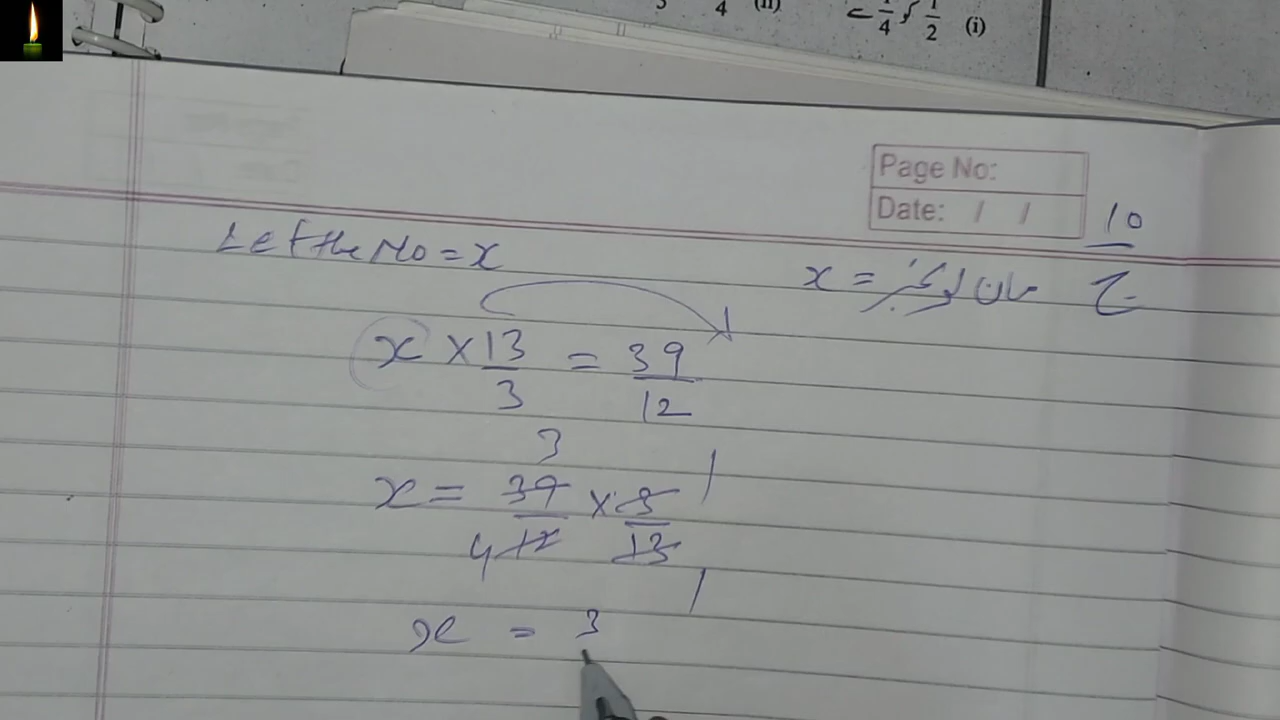 (ii) 1/4 1/2 (i)
Page No:
Date: / /
10
Let the No = x
x = مان لو نمبر ج
x × 13/3 = 39/12
3
x = 39/12 × 3/13
4
x = 3